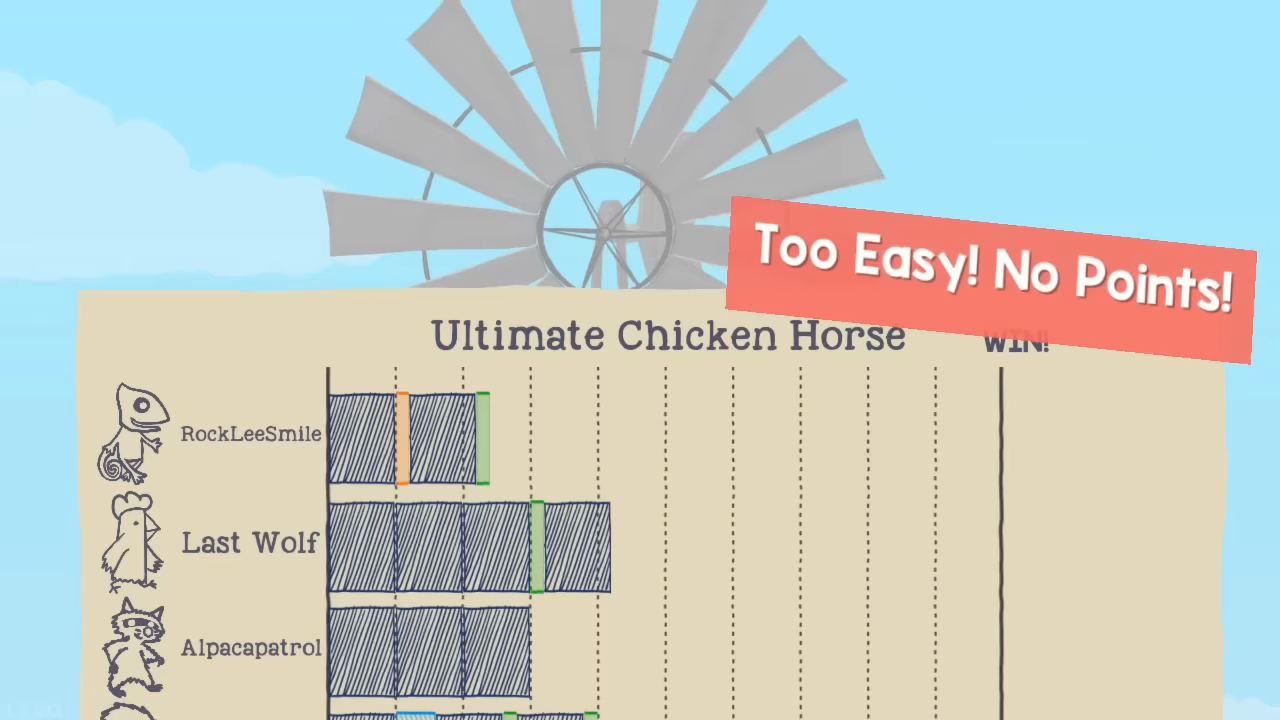 Too Easy! No Points!
Ultimate Chicken Horse
WIN!
RockLeeSmile
Last Wolf
Alpacapatrol